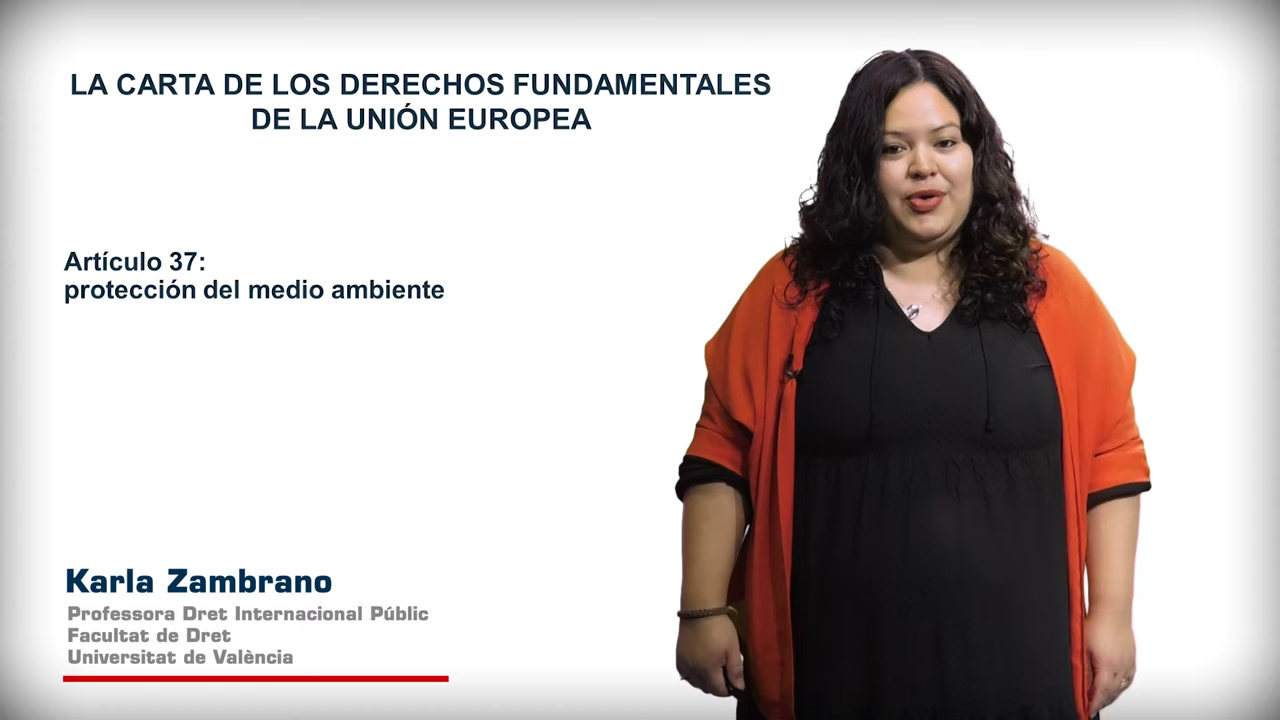 LA CARTA DE LOS DERECHOS FUNDAMENTALES
DE LA UNIÓN EUROPEA
Artículo 37:
protección del medio ambiente
Karla Zambrano
Professora Dret Internacional Públic
Facultat de Dret
Universitat de València